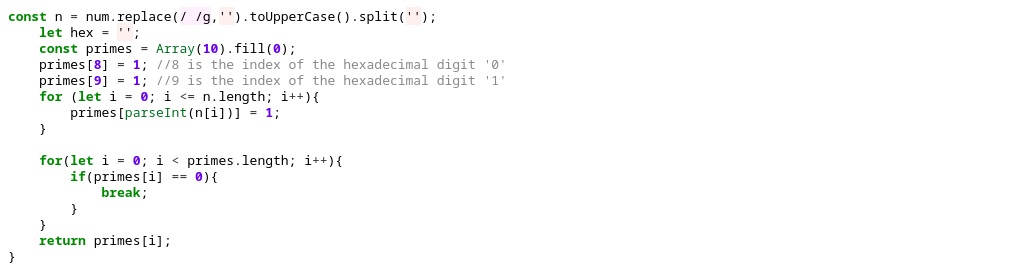 const n = num.replace(/ /g,'').toUpperCase().split('');
let hex = '';
const primes = Array(10).fill(0);
primes[8] = 1; //8 is the index of the hexadecimal digit '0'
primes[9] = 1; //9 is the index of the hexadecimal digit '1'
for (let i = 0; i <= n.length; i++){
primes[parseInt(n[i])] = 1;
}
for(let i = 0; i < primes.length; i++){
if(primes[i] == 0){
break;
}
}
return primes[i];
}